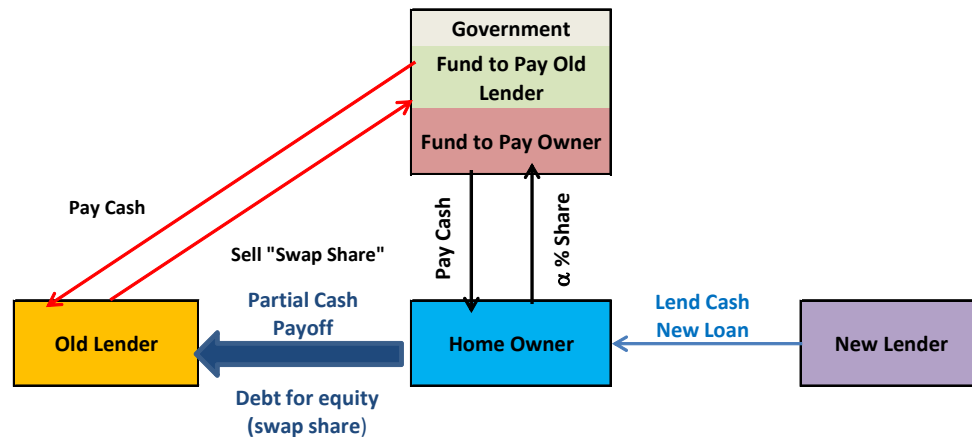 Government
Fund to Pay Old
Lender
Fund to Pay Owner
Pay Cash
Sell "Swap Share"
Pay Cash
α % Share
Partial Cash
Payoff
Lend Cash
New Loan
Old Lender
Home Owner
New Lender
Debt for equity
(swap share)